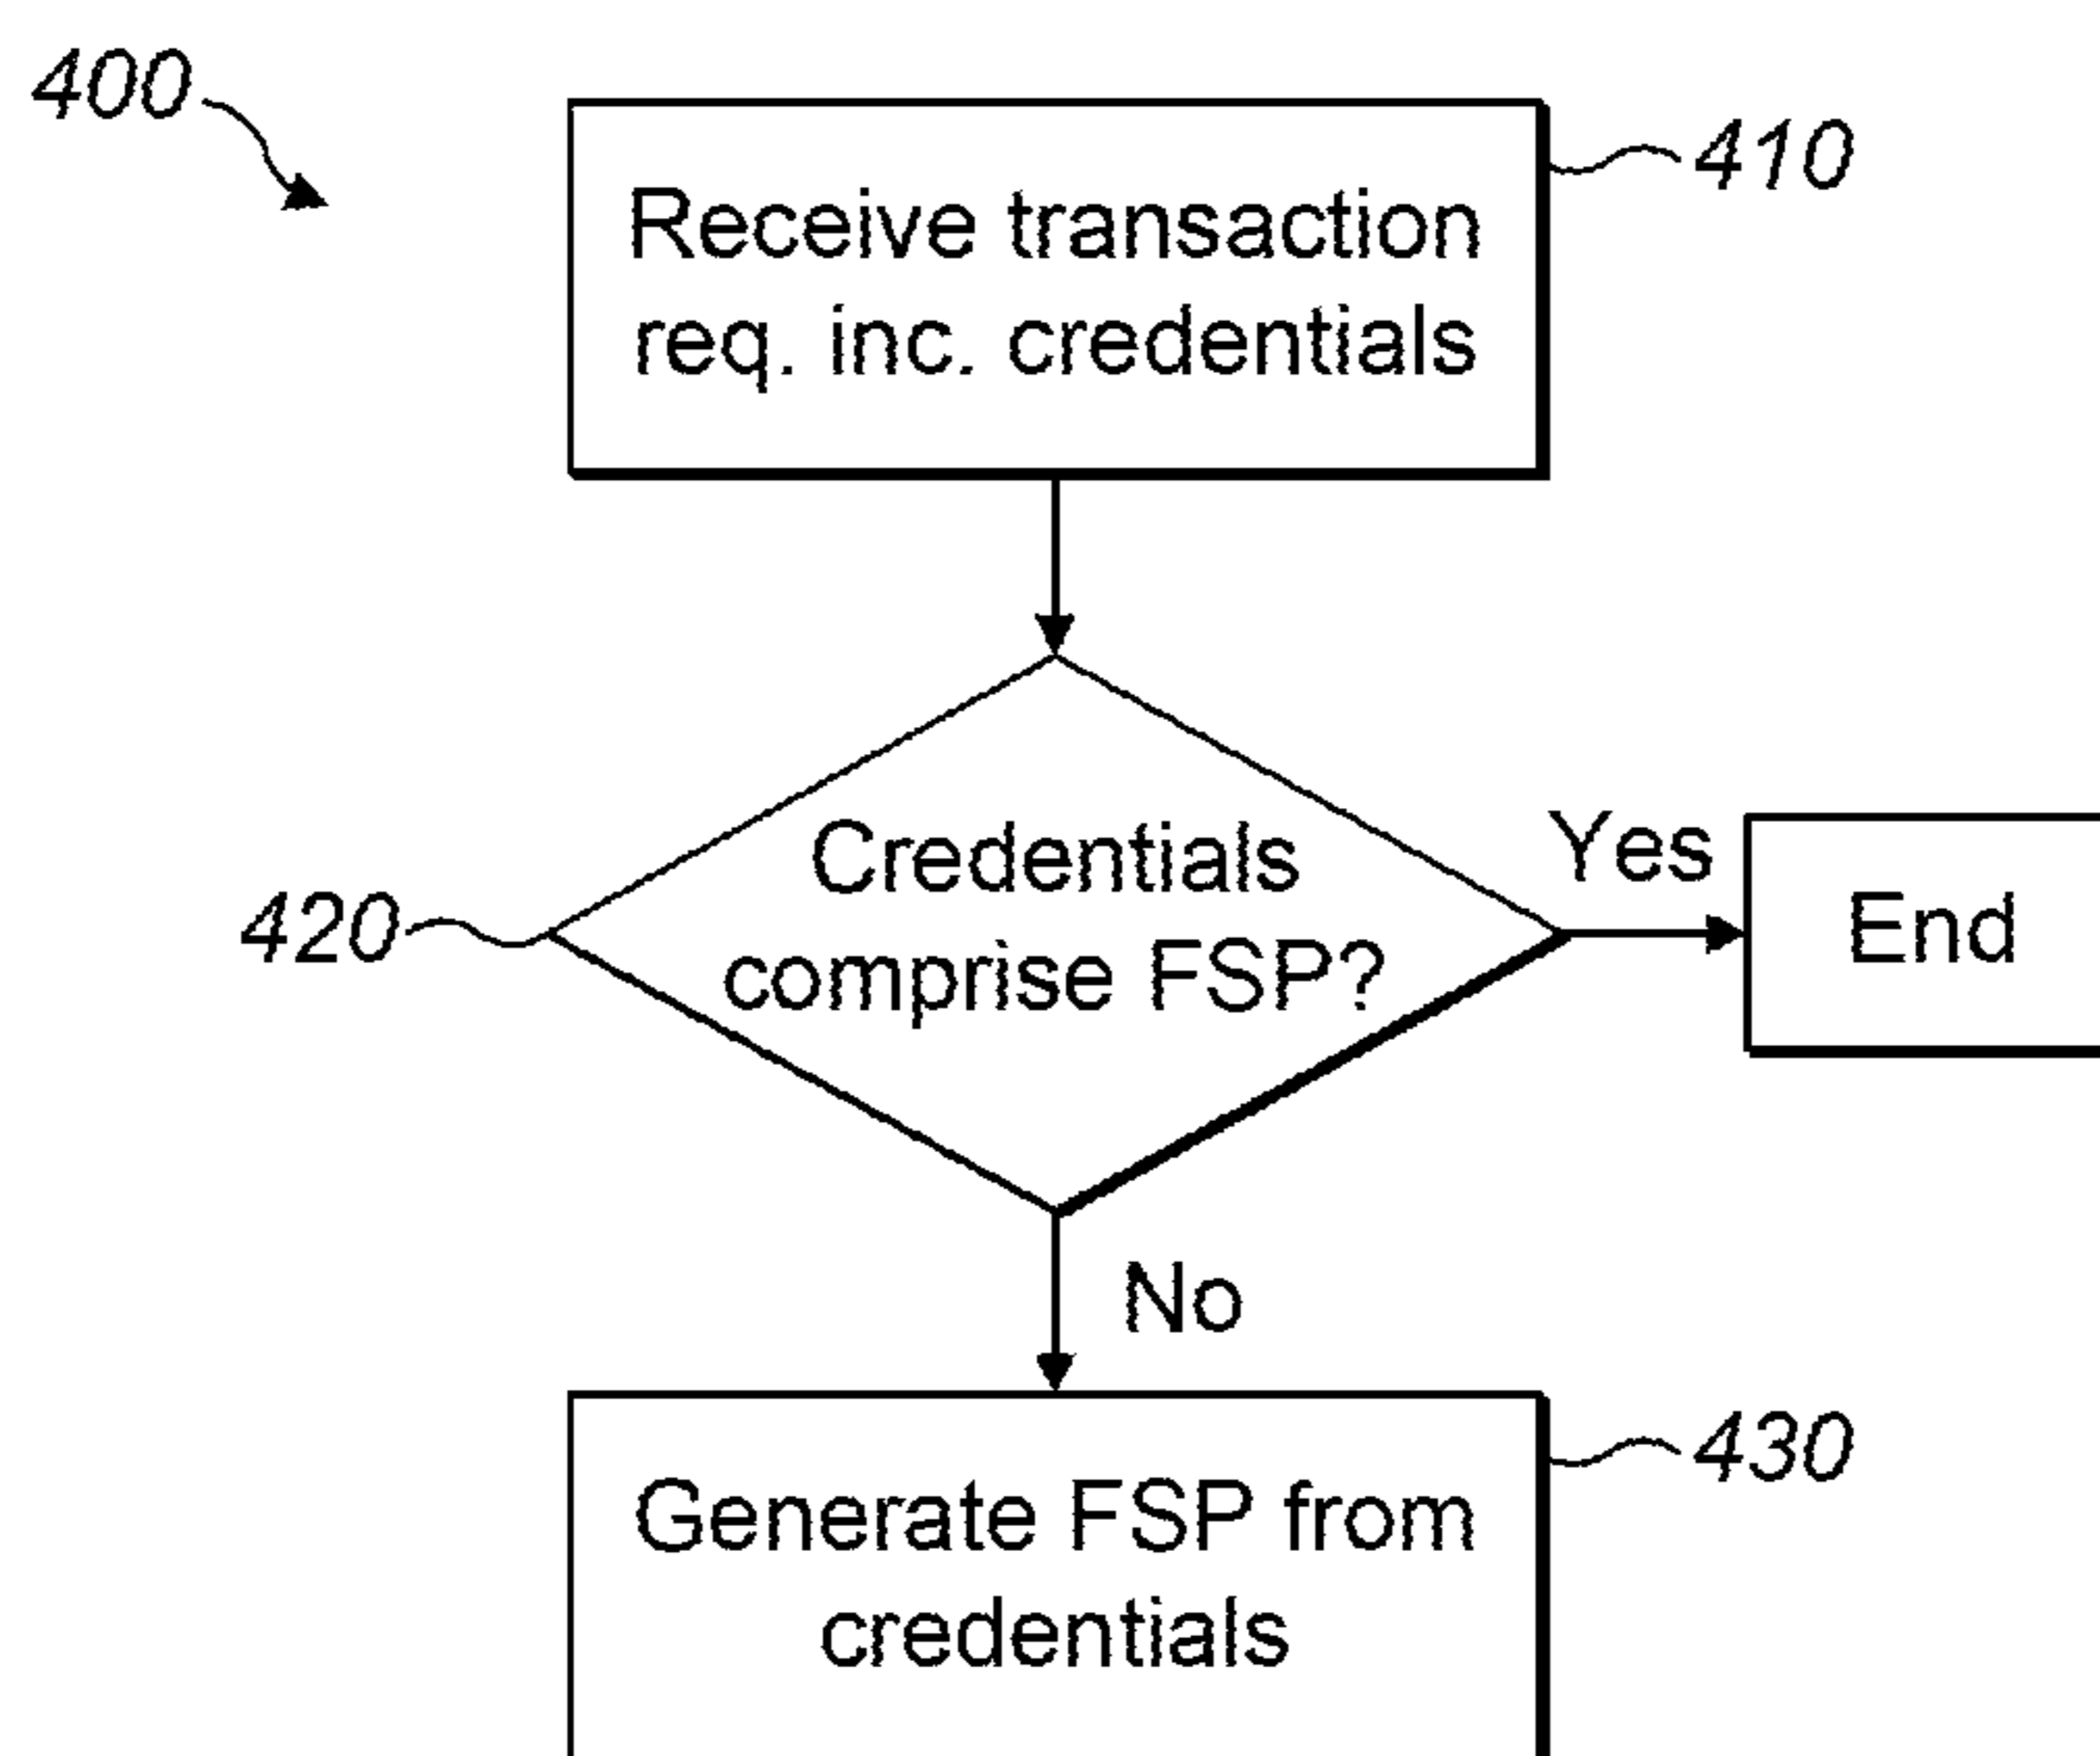 400
410
Receive transaction
req. inc. credentials
420
Credentials
comprise FSP?
Yes
End
No
430
Generate FSP from
credentials